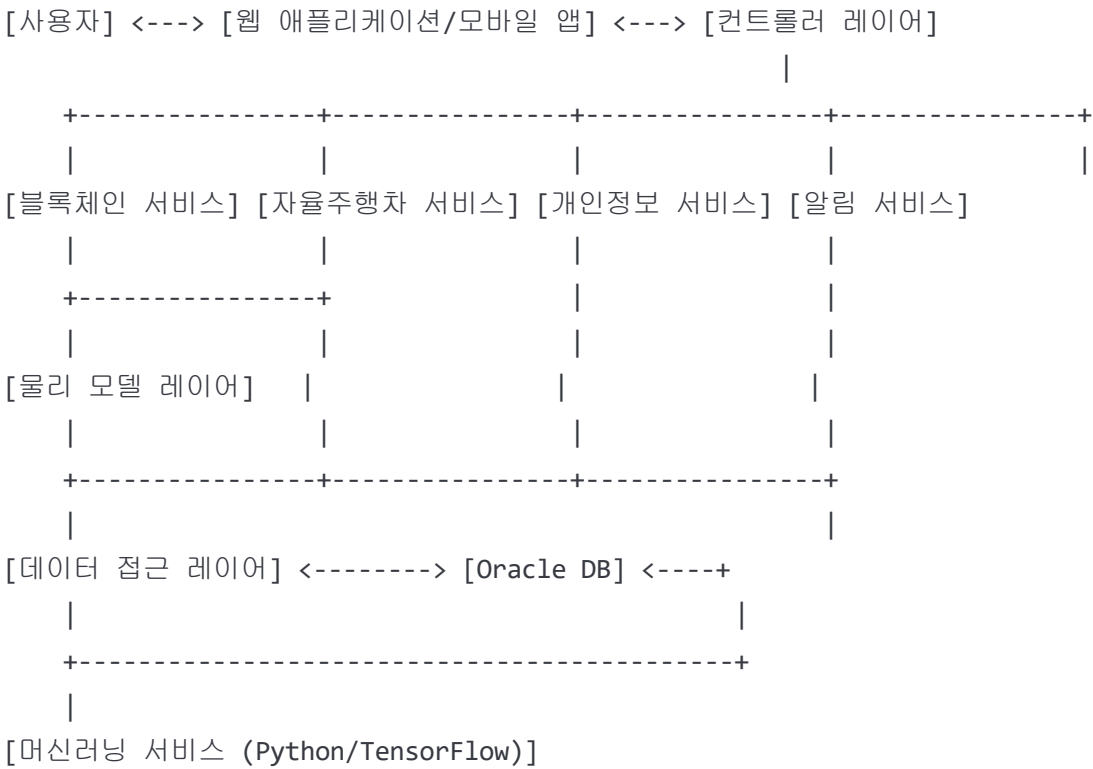 [사용자] <---> [웹 애플리케이션/모바일 앱] <---> [컨트롤러 레이어]
|
+----------------+----------------+----------------+----------------+
| | | | |
[블록체인 서비스] [자율주행차 서비스] [개인정보 서비스] [알림 서비스]
| | | |
+----------------+ | |
| | | |
[물리 모델 레이어] | | |
| | | |
+----------------+----------------+----------------+
| |
[데이터 접근 레이어] <--------> [Oracle DB] <----+
| |
+--------------------------------------------+
|
[머신러닝 서비스 (Python/TensorFlow)]